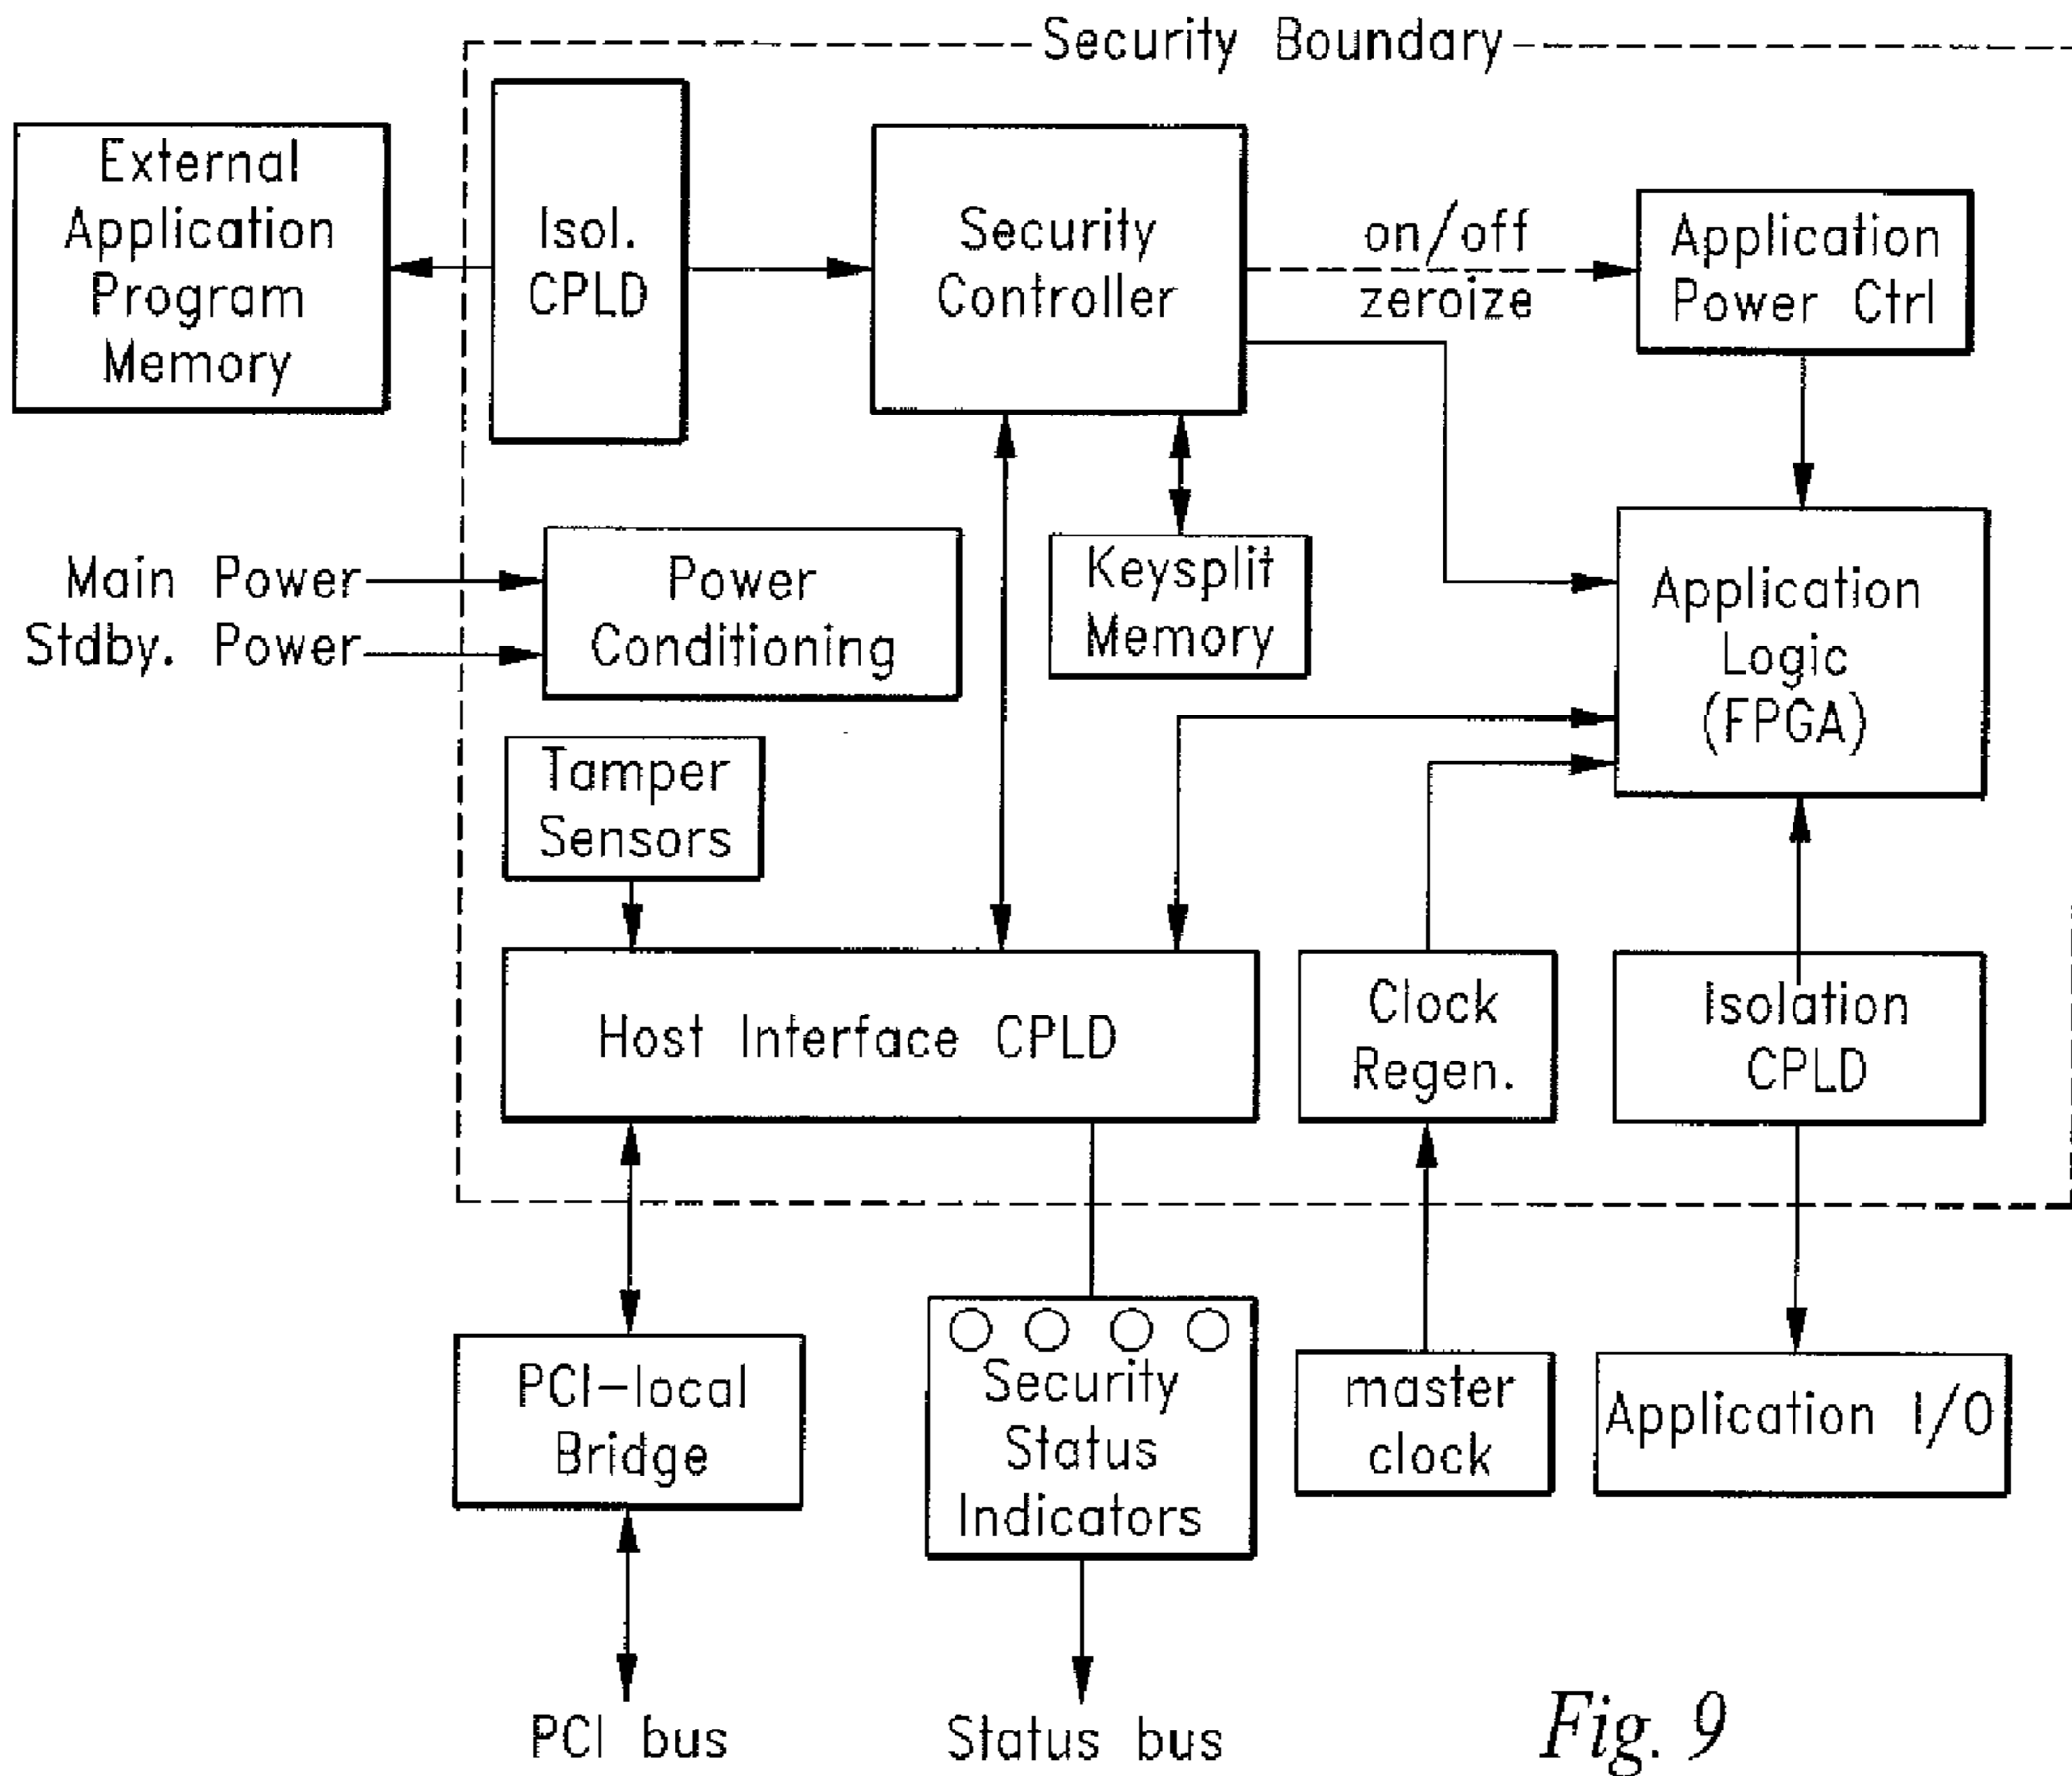 Security Boundary
External
Application
Program
Memory
Isol.
CPLD
Security
Controller
on/off
zeroize
Application
Power Ctrl
Main Power
Stdby. Power
Power
Conditioning
Keysplit
Memory
Application
Logic
(FPGA)
Tamper
Sensors
Host Interface CPLD
Clock
Regen.
Isolation
CPLD
PCI-local
Bridge
Security
Status
Indicators
master
clock
Application I/O
PCI bus
Status bus
Fig. 9